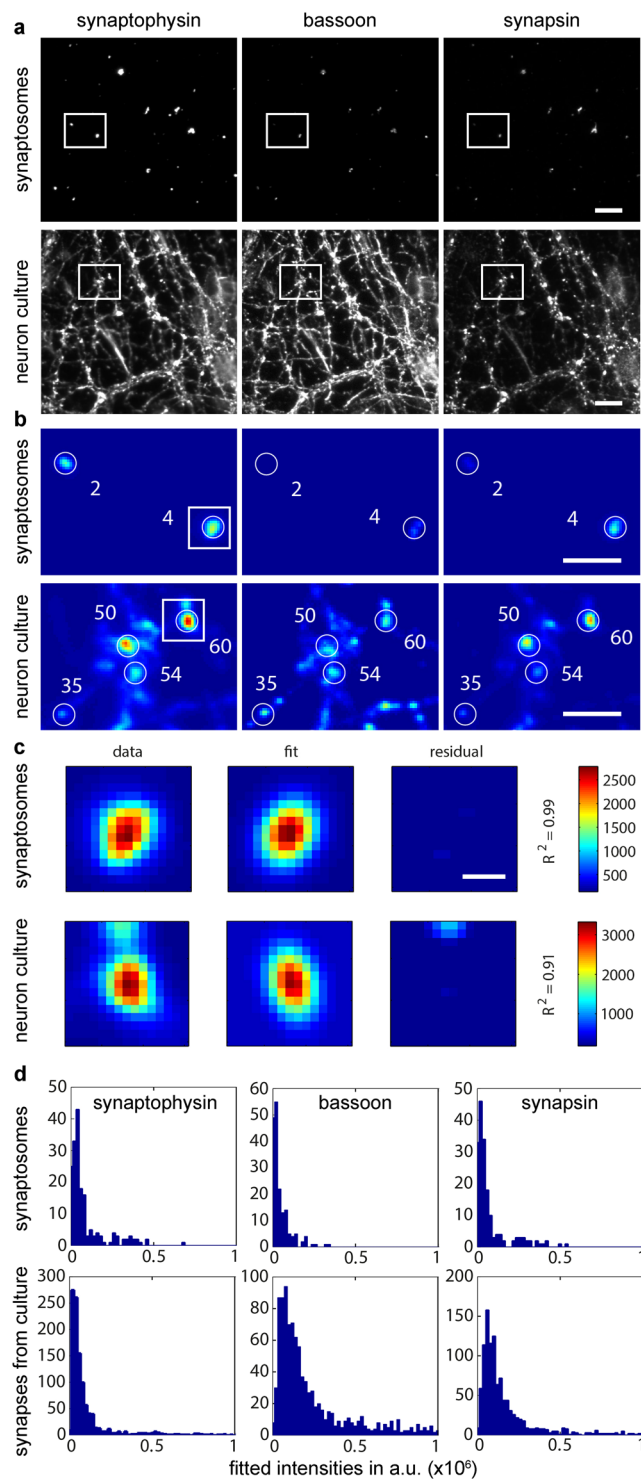 synaptophysin bassoon synapsin
a
synaptosomes
neuron culture
b
synaptosomes
2 2 2
4 4 4
neuron culture
50 50 50
60 60 60
54 54 54
35 35 35
c
data fit residual
synaptosomes
R² = 0.99
2500
2000
1500
1000
500
neuron culture
R² = 0.91
3000
2000
1000
d
synaptosomes
synaptophysin bassoon synapsin
50 60 50
40 50 40
30 40 30
20 30 20
10 20 10
0 10 0
0
0 0.5 1 0 0.5 1 0 0.5 1
synapses from culture
300 100 200
250 80 150
200 60 100
150 40 50
100 20 0
50 0
0
0 0.5 1 0 0.5 1 0 0.5 1
fitted intensities in a.u. (x10⁶)